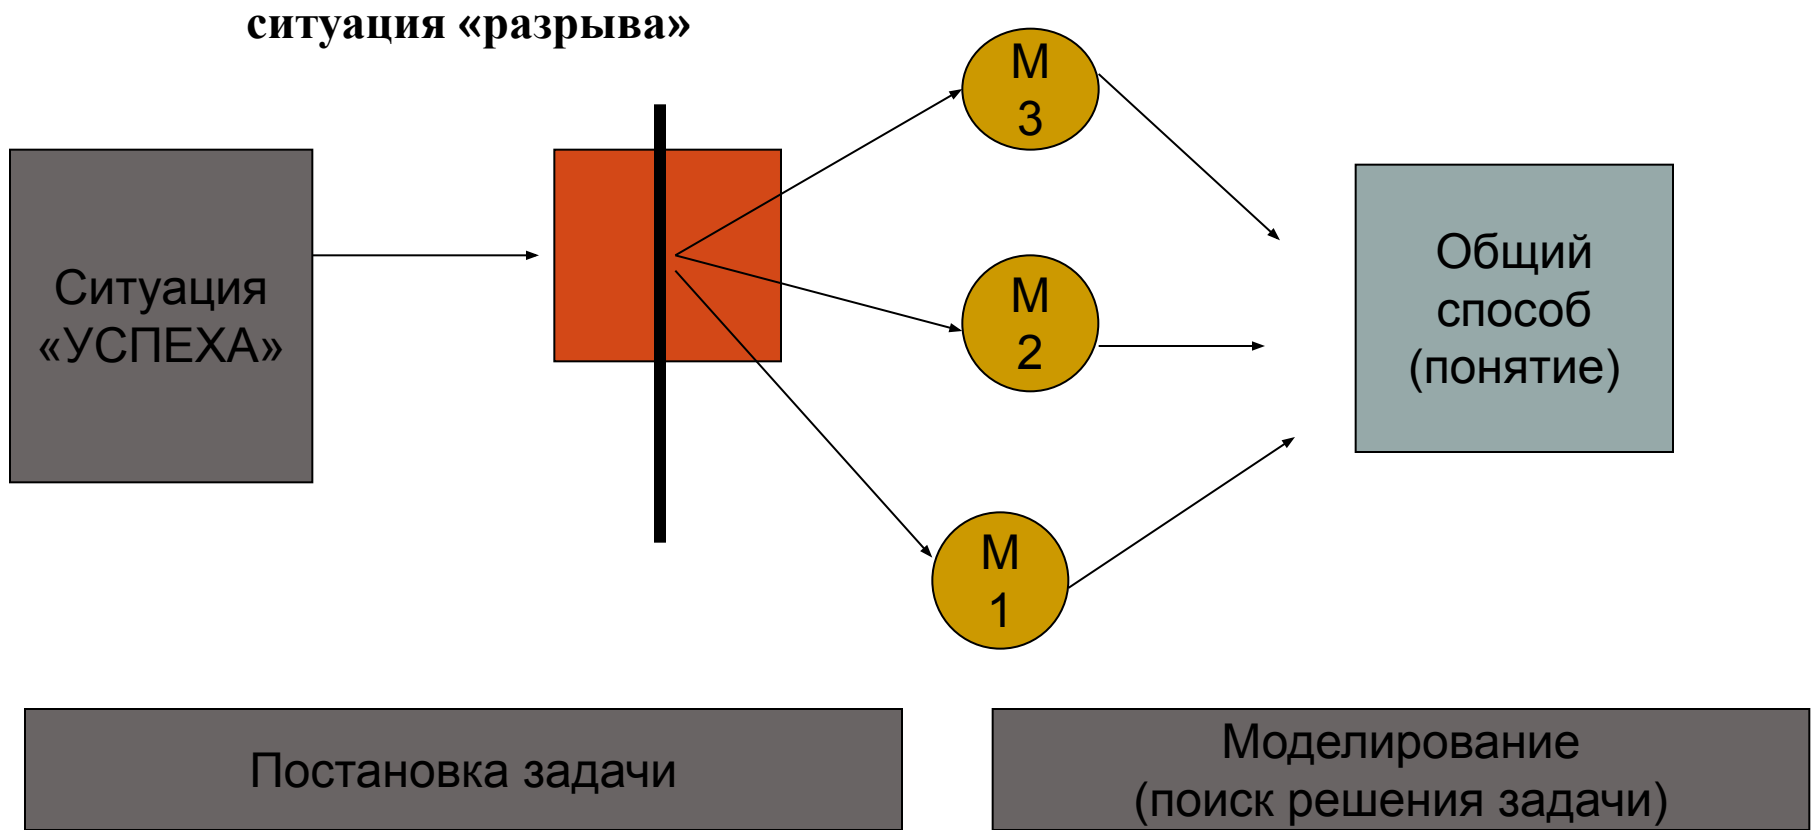 ситуация «разрыва»
Ситуация
«УСПЕХА»
М
3
М
2
М
1
Общий
способ
(понятие)
Постановка задачи
Моделирование
(поиск решения задачи)